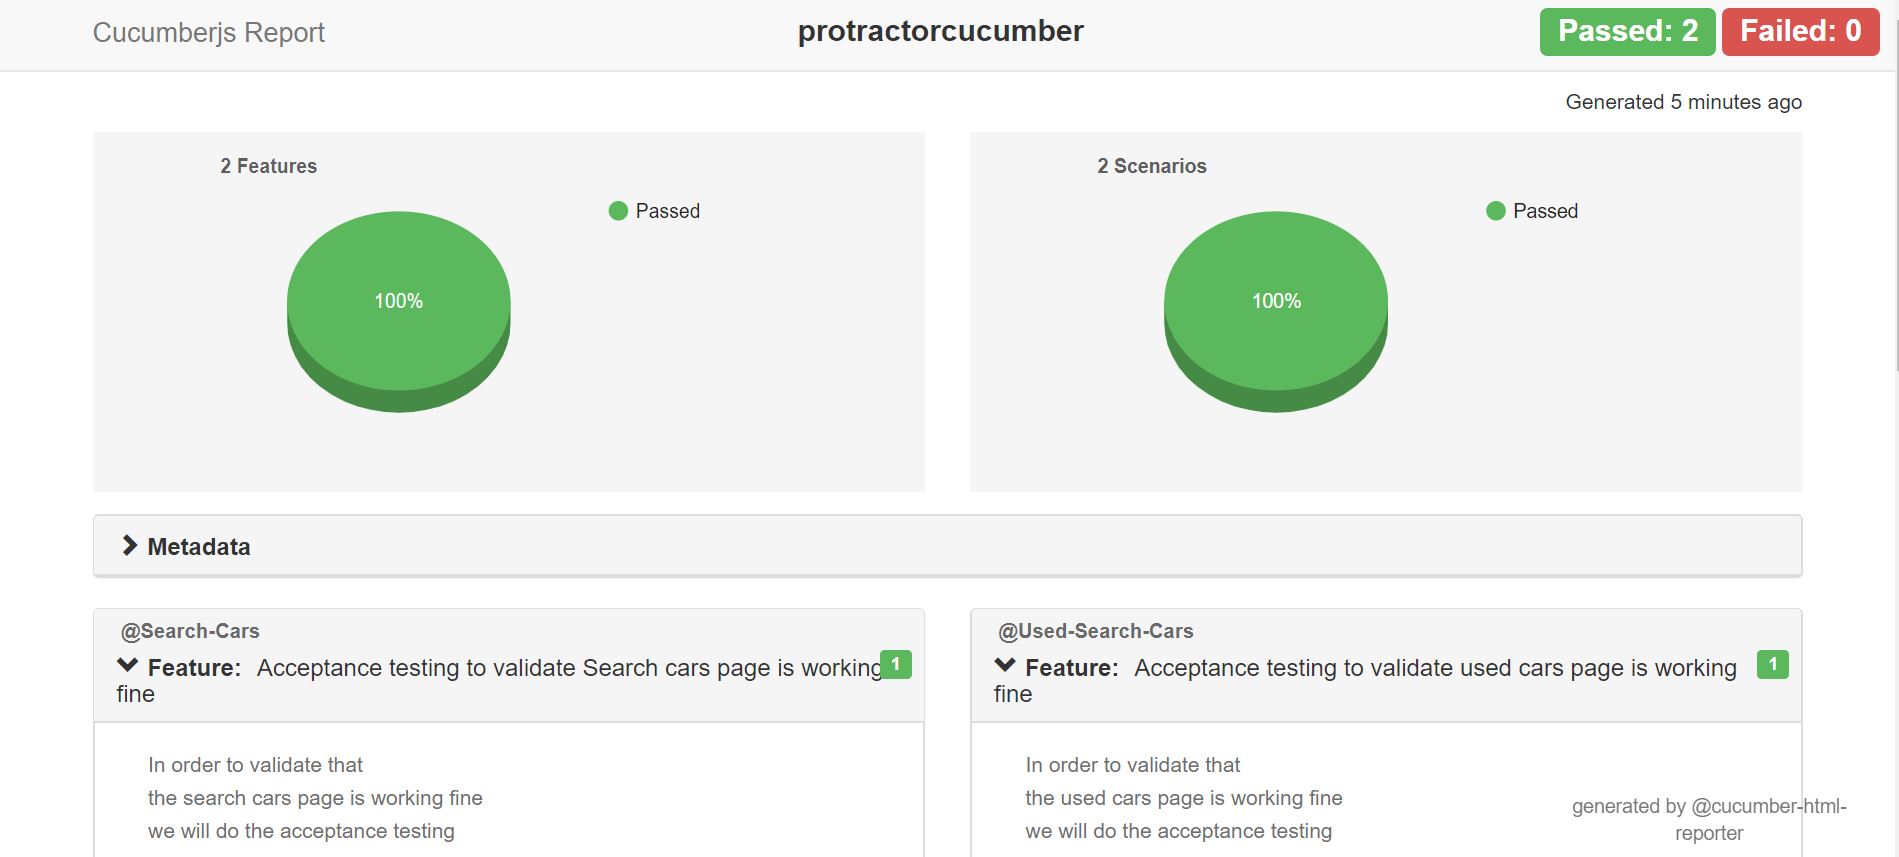 Cucumberjs Report
protractorcucumber
Passed: 2
Failed: 0
Generated 5 minutes ago
2 Features
Passed
100%
2 Scenarios
Passed
100%
Metadata
@Search-Cars
Feature: Acceptance testing to validate Search cars page is working
1
fine
In order to validate that
the search cars page is working fine
we will do the acceptance testing
@Used-Search-Cars
Feature: Acceptance testing to validate used cars page is working
1
fine
In order to validate that
the used cars page is working fine
we will do the acceptance testing
generated by @cucumber-html-
reporter